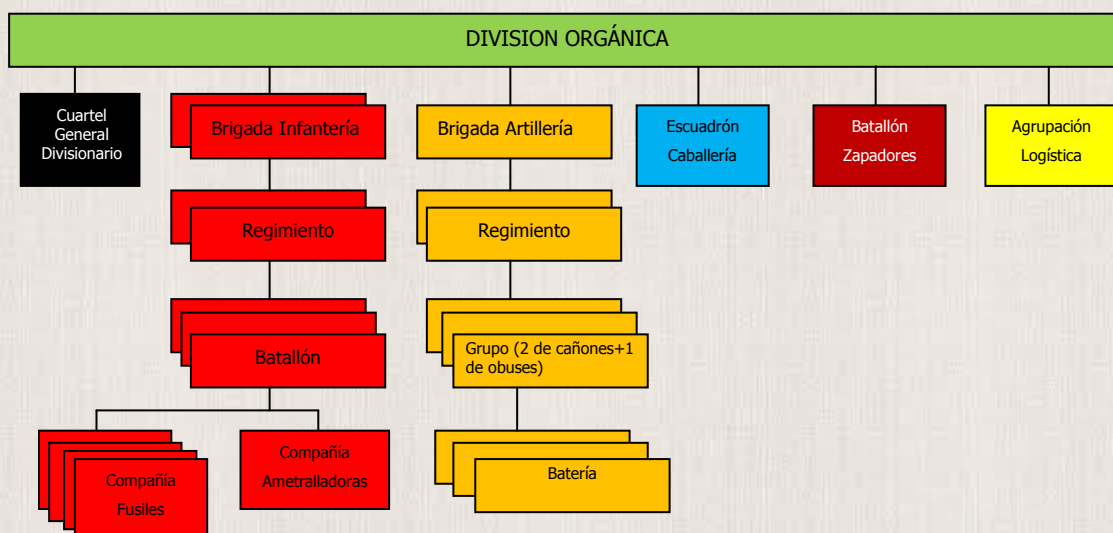 DIVISION ORGÁNICA
Cuartel
General
Divisionario
Brigada Infantería
Brigada Artillería
Escuadrón
Caballería
Batallón
Zapadores
Agrupación
Logística
Regimiento
Regimiento
Batallón
Grupo (2 de cañones+1
de obuses)
Compañía
Fusiles
Compañía
Ametralladoras
Batería